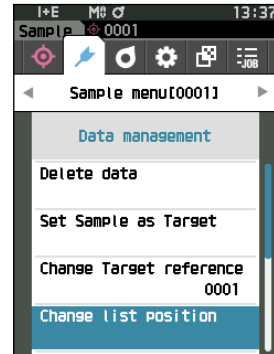 I+E M0 13:37
Sample 0001
JOB
Sample menu[0001]
Data management
Delete data
Set Sample as Target
Change Target reference
0001
Change list position